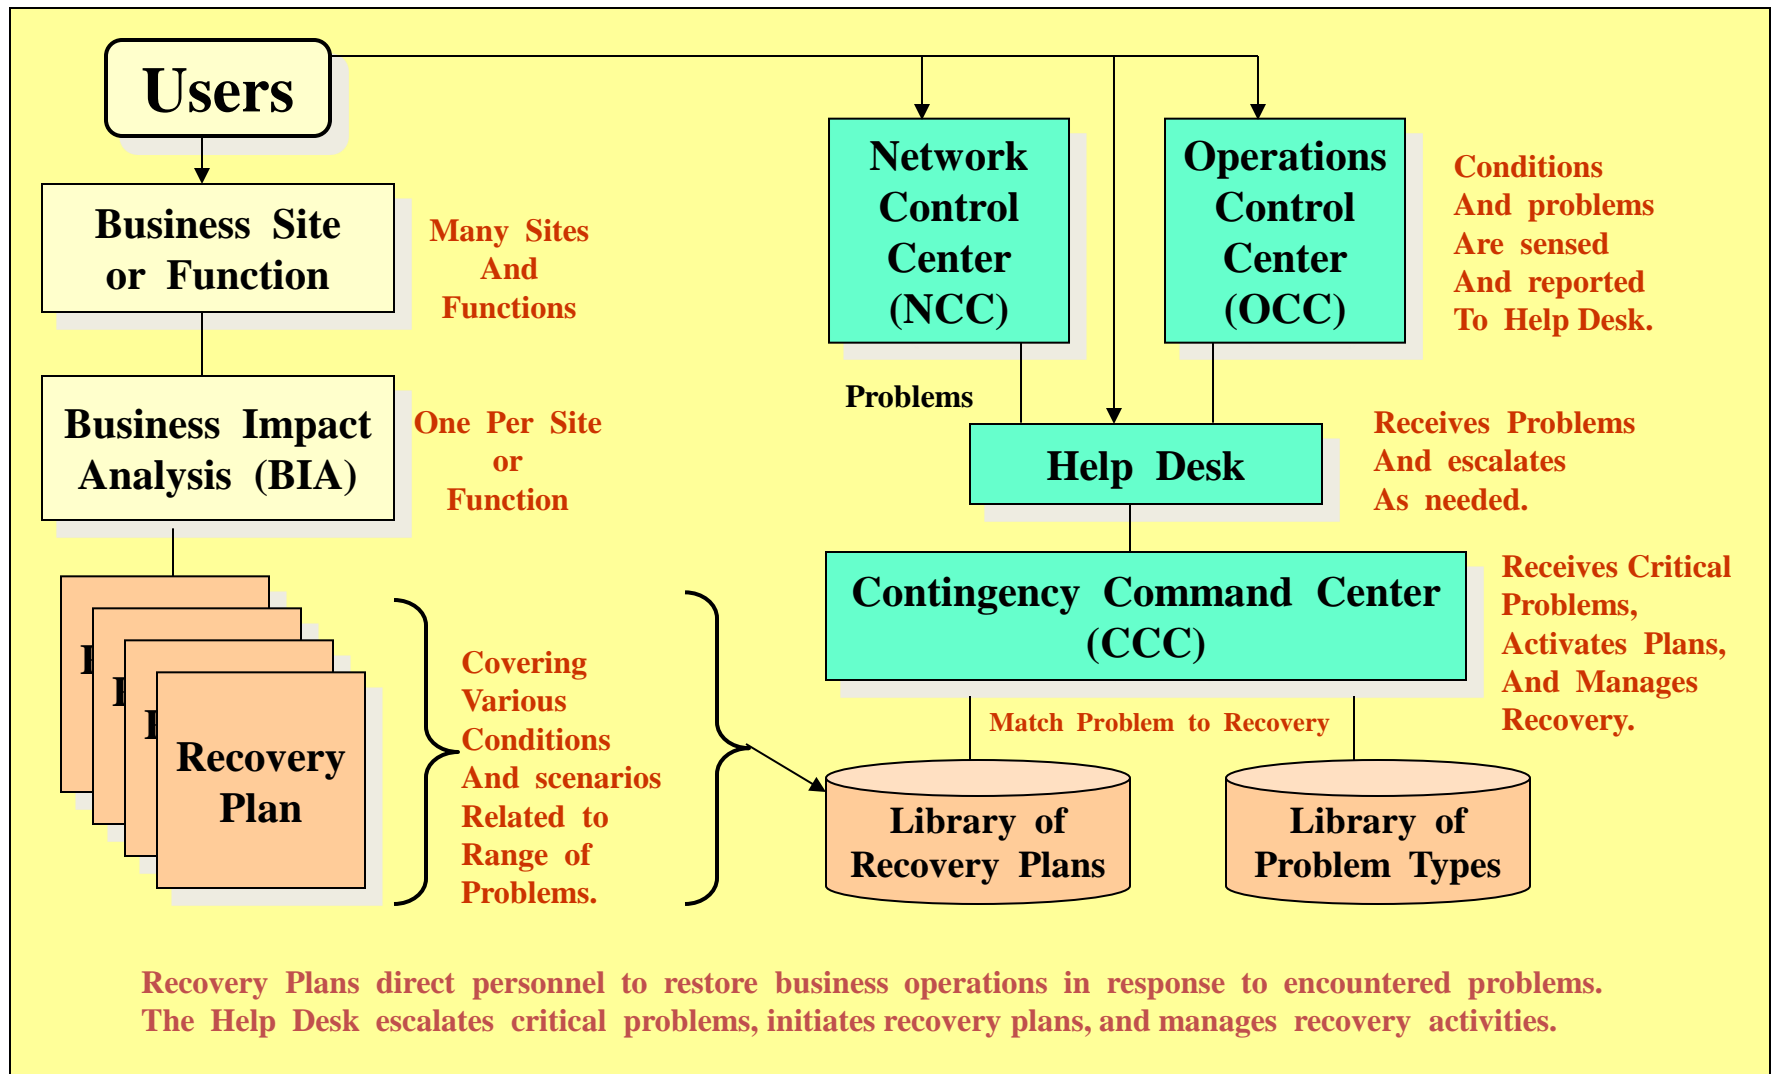 Users
Business Site
or Function
Many Sites
And
Functions
Business Impact
Analysis (BIA)
One Per Site
or
Function
Recovery
Plan
Covering
Various
Conditions
And scenarios
Related to
Range of
Problems.
Network
Control
Center
(NCC)
Operations
Control
Center
(OCC)
Conditions
And problems
Are sensed
And reported
To Help Desk.
Problems
Help Desk
Receives Problems
And escalates
As needed.
Contingency Command Center
(CCC)
Receives Critical
Problems,
Activates Plans,
And Manages
Recovery.
Match Problem to Recovery
Library of
Recovery Plans
Library of
Problem Types
Recovery Plans direct personnel to restore business operations in response to encountered problems.
The Help Desk escalates critical problems, initiates recovery plans, and manages recovery activities.